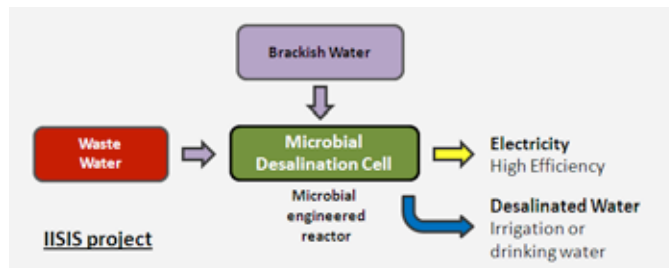 Brackish Water
Waste
Water
Microbial
Desalination Cell
Electricity
High Efficiency
Microbial
engineered
reactor
Desalinated Water
Irrigation or
drinking water
IISIS project